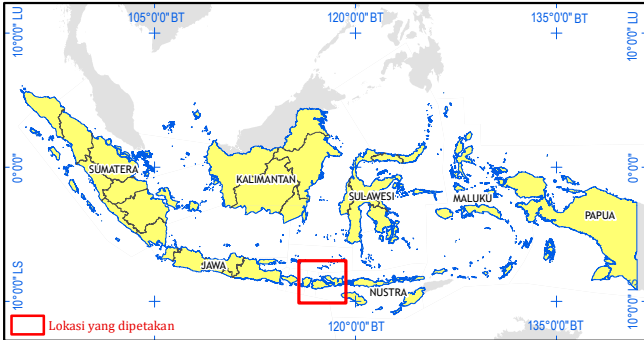 105°0'0" BT
120°0'0" BT
135°0'0" BT
10°0'0" LU
10°0'0" LU
0°0'0"
0°0'0"
10°0'0" LS
10°0'0" LS
SUMATERA
KALIMANTAN
SULAWESI
MALUKU
PAPUA
JAWA
NUSTRA
Lokasi yang dipetakan
120°0'0" BT
135°0'0" BT